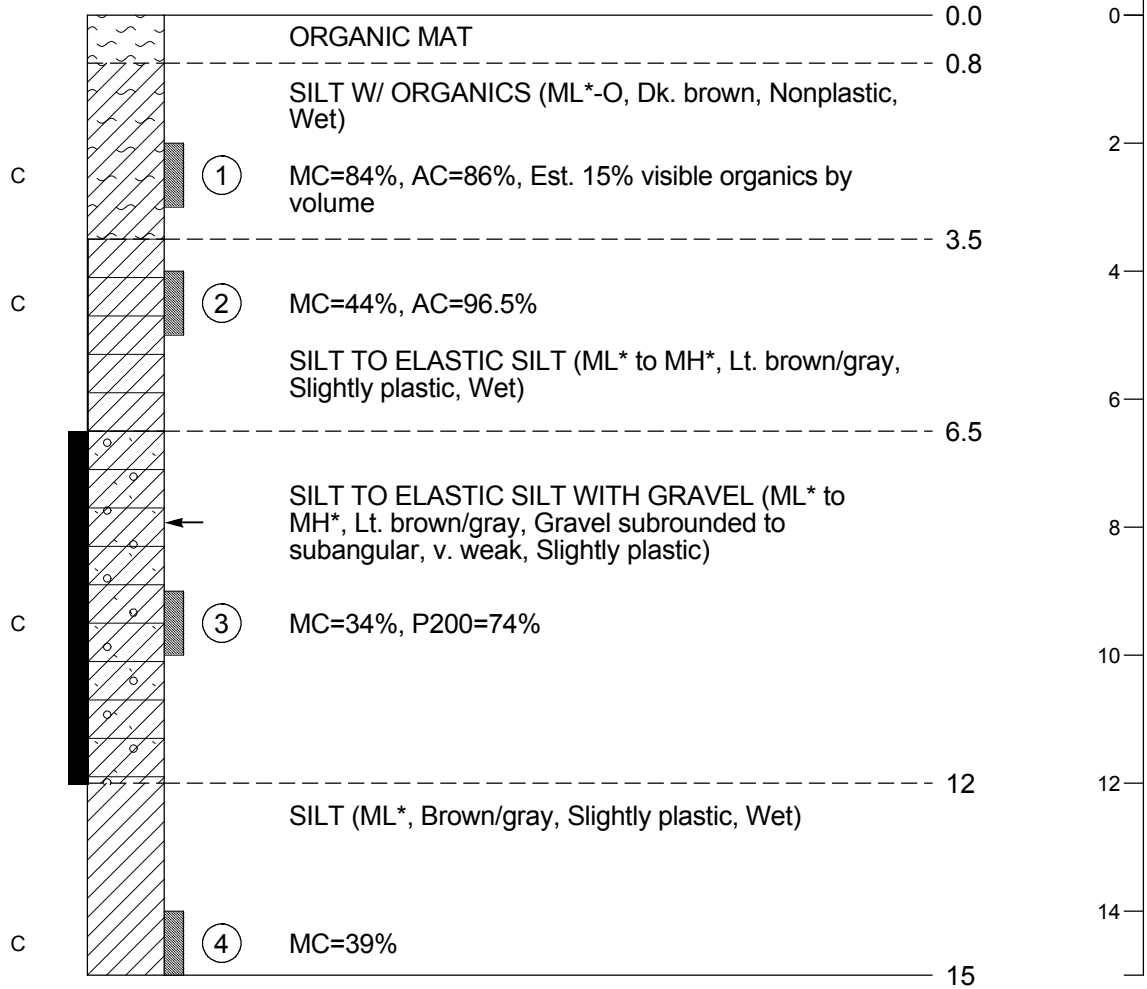 0.0
0
ORGANIC MAT
0.8
SILT W/ ORGANICS (ML*-O, Dk. brown, Nonplastic,
Wet)
2
C
1
MC=84%, AC=86%, Est. 15% visible organics by
volume
3.5
4
C
2
MC=44%, AC=96.5%
SILT TO ELASTIC SILT (ML* to MH*, Lt. brown/gray,
Slightly plastic, Wet)
6
6.5
SILT TO ELASTIC SILT WITH GRAVEL (ML* to
MH*, Lt. brown/gray, Gravel subrounded to
subangular, v. weak, Slightly plastic)
8
C
3
MC=34%, P200=74%
10
12
12
SILT (ML*, Brown/gray, Slightly plastic, Wet)
14
C
4
MC=39%
15